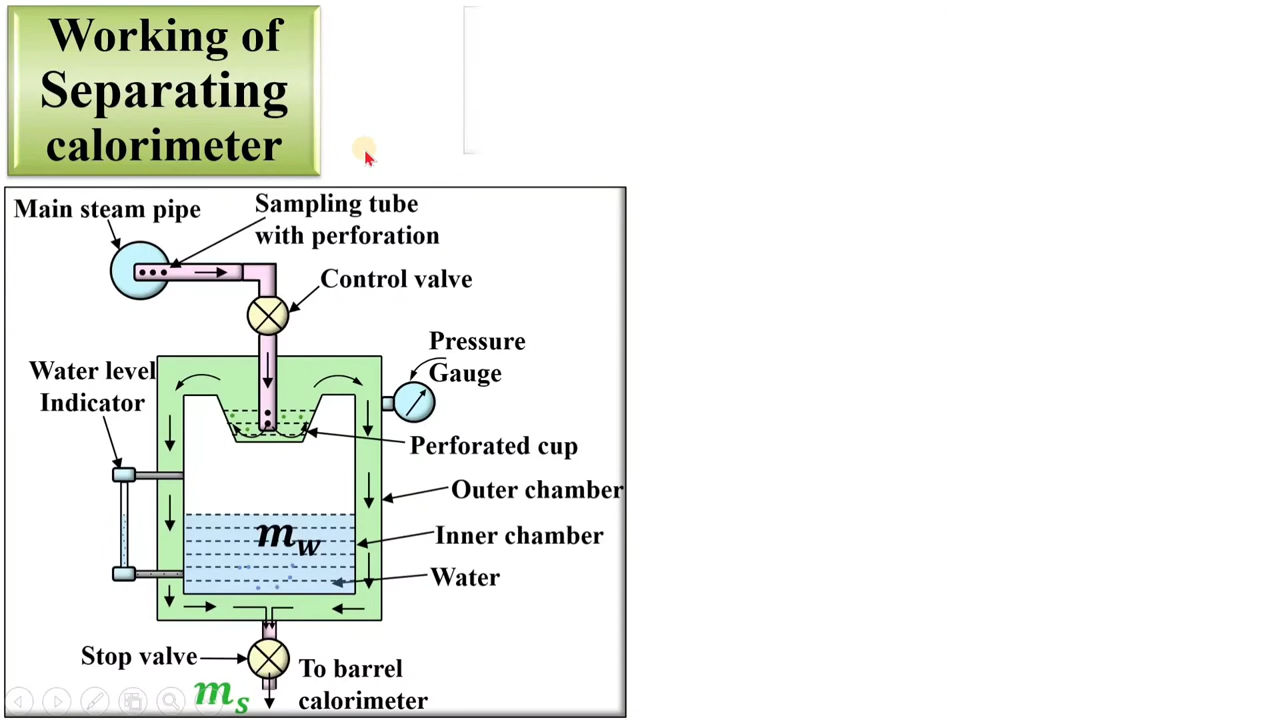 Working of
Separating
calorimeter
Main steam pipe
Sampling tube
with perforation
Control valve
Pressure
Gauge
Water level
Indicator
Perforated cup
Outer chamber
m_w
Inner chamber
Water
Stop valve
To barrel
calorimeter
m_s